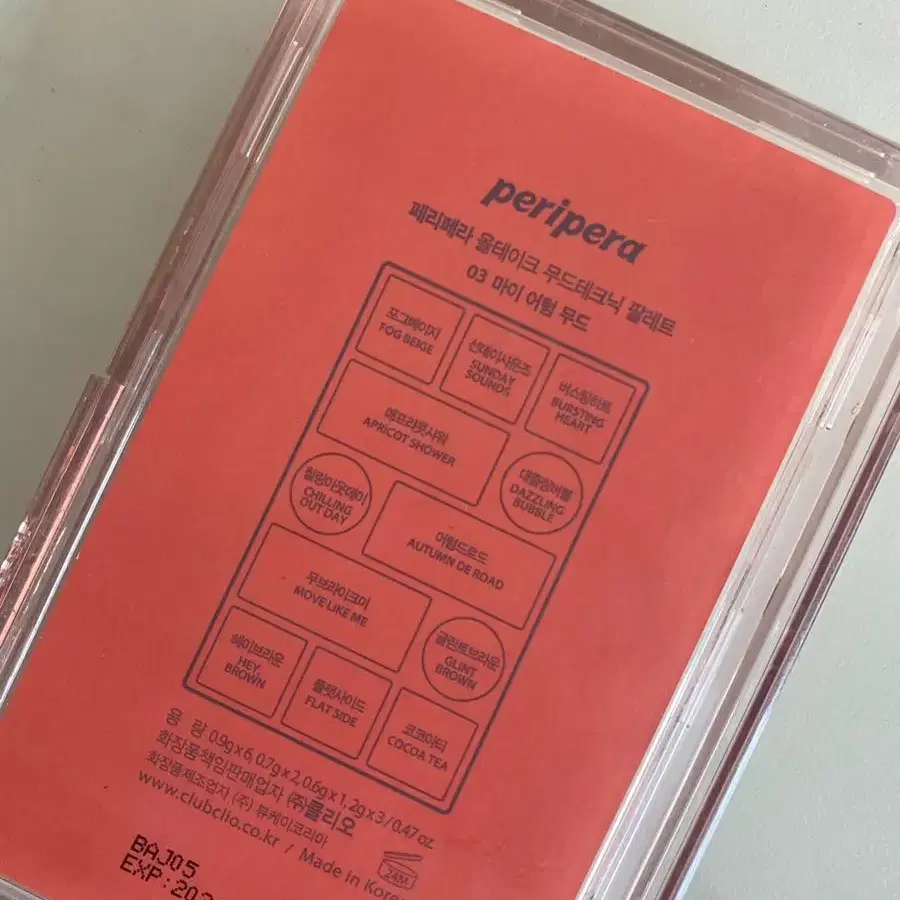 peripera
페리페라 올테이크 무드테크닉 팔레트
03 마이 어텀 무드
포그베이지
FOG BEIGE
선데이사운즈
SUNDAY
SOUNDS
버스팅하트
BURSTING
HEART
애프리콧샤워
APRICOT SHOWER
칠링아웃데이
CHILLING
OUT DAY
대즐링버블
DAZZLING
BUBBLE
어텀드로드
AUTUMN DE ROAD
무브라이크미
MOVE LIKE ME
글린트브라운
GLINT
BROWN
헤이브라운
HEY,
BROWN
플랫사이드
FLAT SIDE
코코아티
COCOA TEA
용 량 0.9g x 6, 0.7g x 2, 0.6g x 1, 2g x 3 / 0.47 oz
화장품책임판매업자 ㈜클리오
화장품제조업자 (주) 뷰케이코리아
www.clubclio.co.kr / Made in Korea
24M
BAJ05
EXP:202